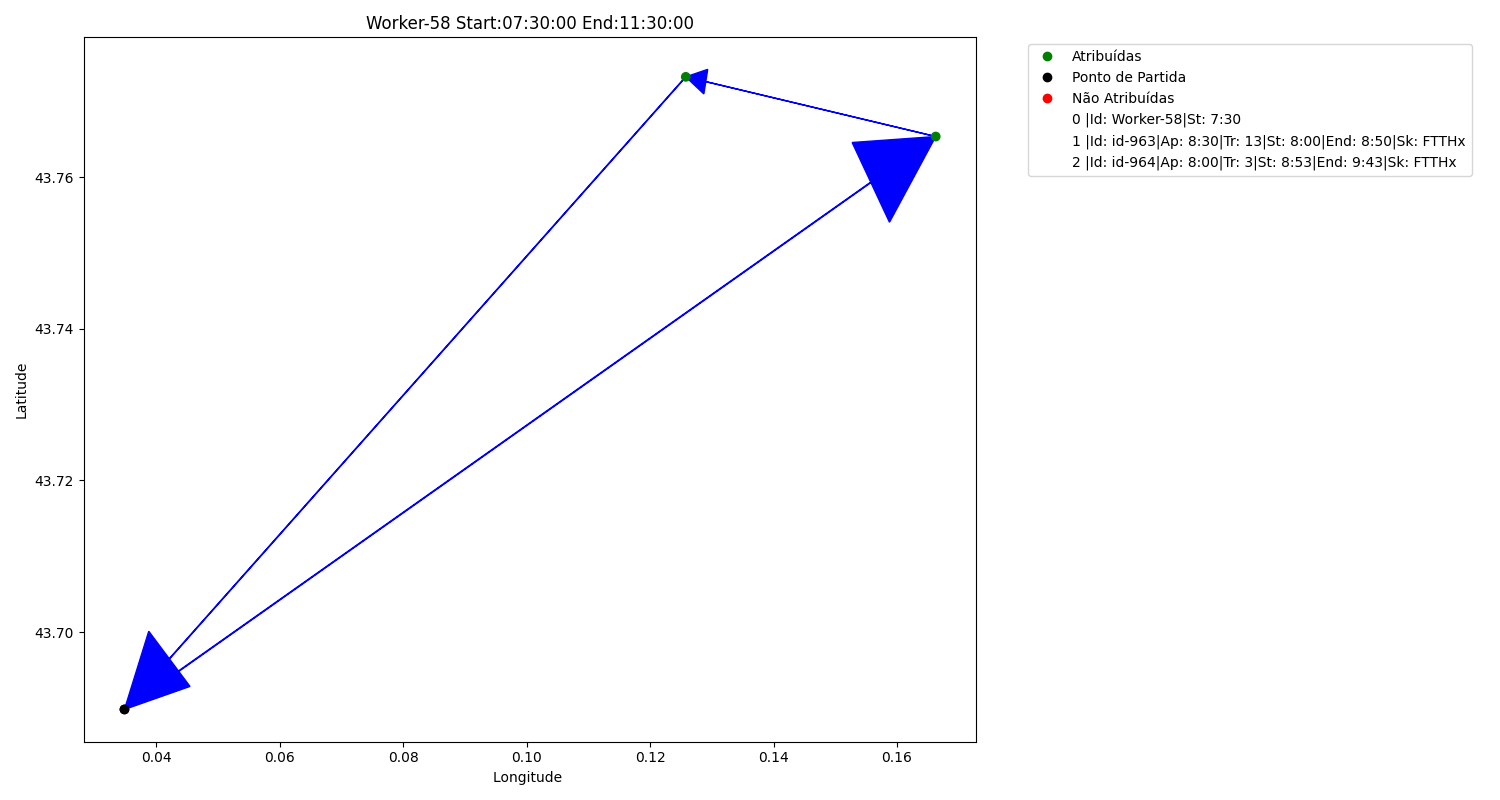 Worker-58 Start:07:30:00 End:11:30:00
Atribuídas
Ponto de Partida
Não Atribuídas
0 |Id: Worker-58|St: 7:30
1 |Id: id-963|Ap: 8:30|Tr: 13|St: 8:00|End: 8:50|Sk: FTTHx
2 |Id: id-964|Ap: 8:00|Tr: 3|St: 8:53|End: 9:43|Sk: FTTHx
43.76
43.74
43.72
43.70
Latitude
0.04
0.06
0.08
0.10
0.12
0.14
0.16
Longitude